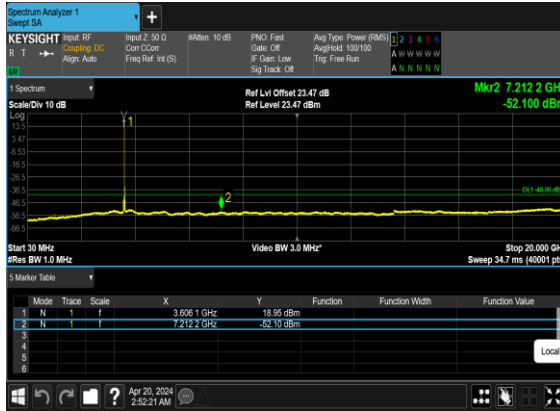 Spectrum Analyzer 1
Swept SA
+
KEYSIGHT Input: RF Input Z: 50 Ω #Atten: 10 dB PNO: Fast Avg Type: Power (RMS) 1 2 3 4 5 6
R T Coupling: DC Corr CCorr Gate: Off Avg|Hold: 100/100 A W W W W W
Align: Auto Freq Ref: Int (S) IF Gain: Low Trig: Free Run
LU Sig Track: Off A N N N N N
1 Spectrum Ref Lvl Offset 23.47 dB Mkr2 7.212 2 GH
Scale/Div 10 dB Ref Level 23.47 dBm -52.100 dB
Log
13.5
1
3.47
-6.53
-16.5
-26.5
-36.5 DL1 -40.00 dB
2
-46.5
-56.5
-66.5
Start 30 MHz Video BW 3.0 MHz* Stop 20.000 G
#Res BW 1.0 MHz Sweep 34.7 ms (40001 pt
5 Marker Table
Mode Trace Scale X Y Function Function Width Function Value
1 N 1 f 3.606 1 GHz 18.95 dBm
2 N 1 f 7.212 2 GHz -52.10 dBm
3
4
5
6
Local
? Apr 20, 2024
2:52:21 AM